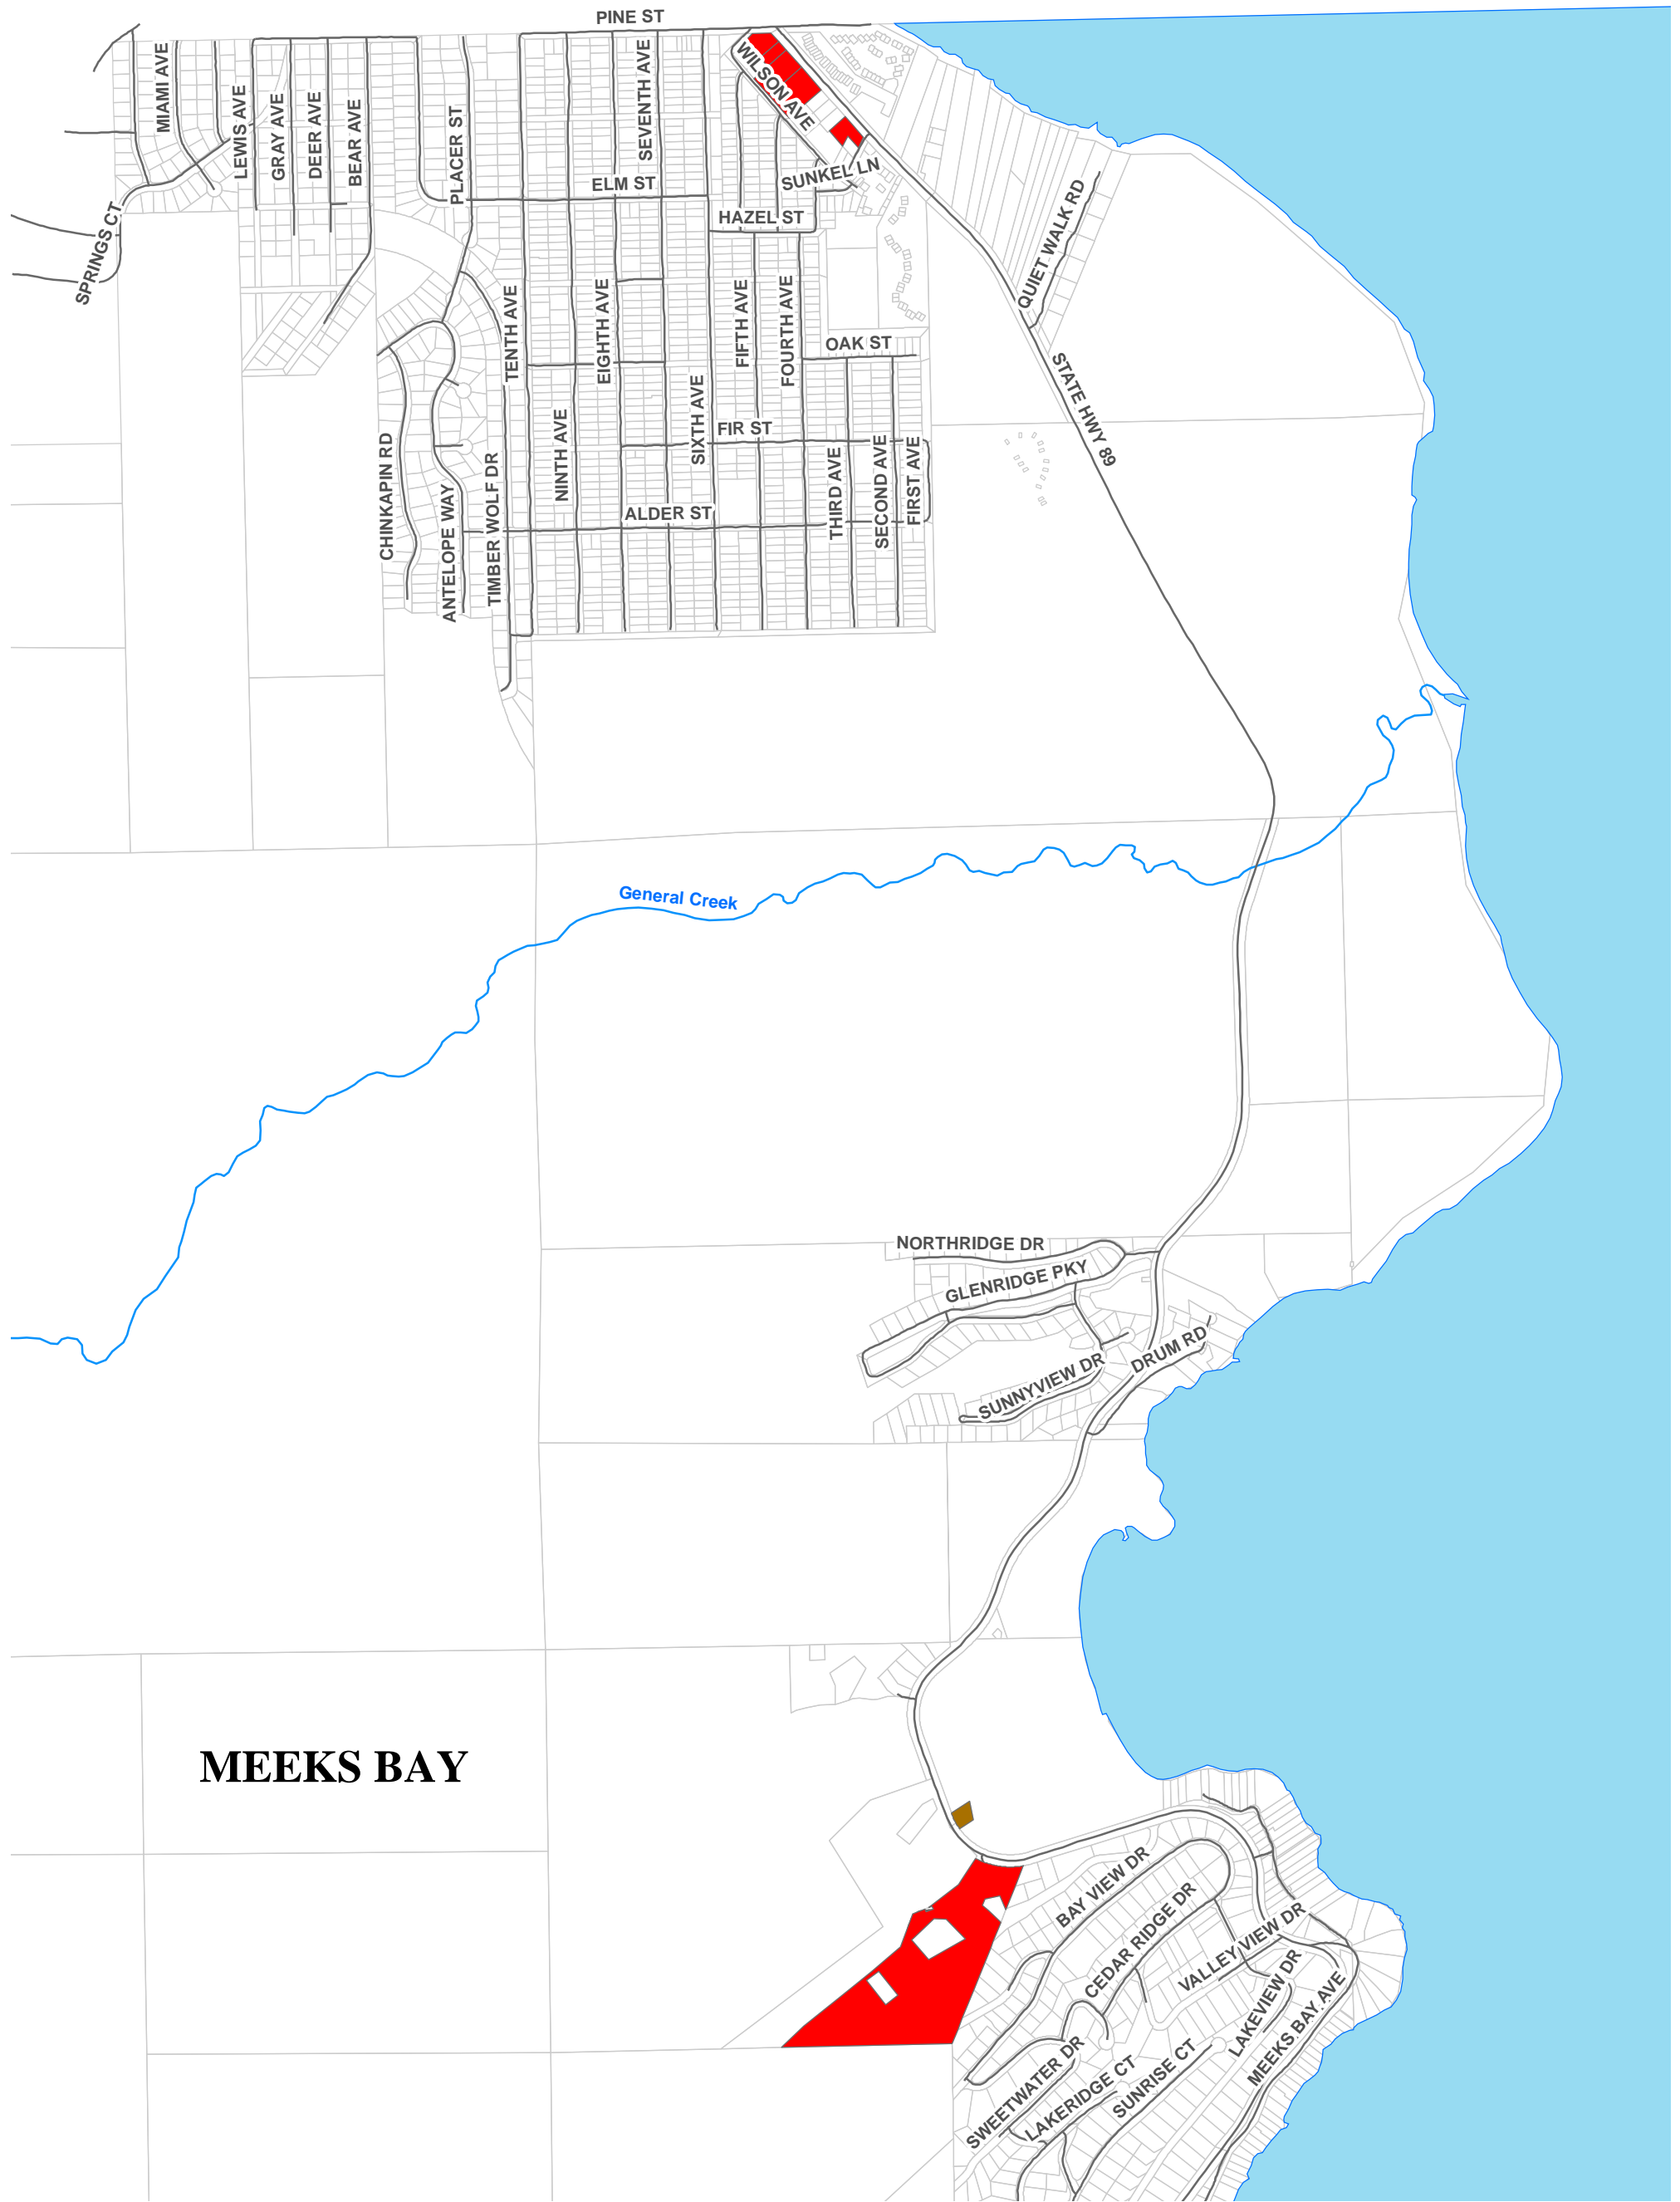 PINE ST
MIAMI AVE
LEWIS AVE
GRAY AVE
DEER AVE
BEAR AVE
PLACER ST
SEVENTH AVE
WILSON AVE
ELM ST
SUNKEL LN
HAZEL ST
SPRINGS CT
QUIET WALK RD
TENTH AVE
EIGHTH AVE
FIFTH AVE
FOURTH AVE
OAK ST
STATE HWY 89
NINTH AVE
SIXTH AVE
FIR ST
CHINKAPIN RD
ANTELOPE WAY
TIMBER WOLF DR
THIRD AVE
SECOND AVE
FIRST AVE
ALDER ST
General Creek
NORTHRIDGE DR
GLENRIDGE PKY
SUNNYVIEW DR
DRUM RD
MEEKS BAY
BAY VIEW DR
CEDAR RIDGE DR
VALLEY VIEW DR
LAKEVIEW DR
MEEKS BAY AVE
SWEETWATER DR
LAKERIDGE CT
SUNRISE CT